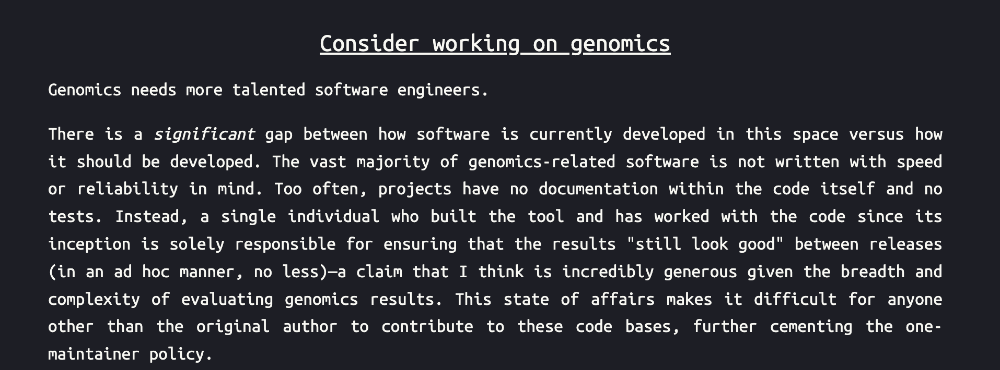 Consider working on genomics
Genomics needs more talented software engineers.
There is a significant gap between how software is currently developed in this space versus how
it should be developed. The vast majority of genomics-related software is not written with speed
or reliability in mind. Too often, projects have no documentation within the code itself and no
tests. Instead, a single individual who built the tool and has worked with the code since its
inception is solely responsible for ensuring that the results "still look good" between releases
(in an ad hoc manner, no less)—a claim that I think is incredibly generous given the breadth and
complexity of evaluating genomics results. This state of affairs makes it difficult for anyone
other than the original author to contribute to these code bases, further cementing the one-
maintainer policy.